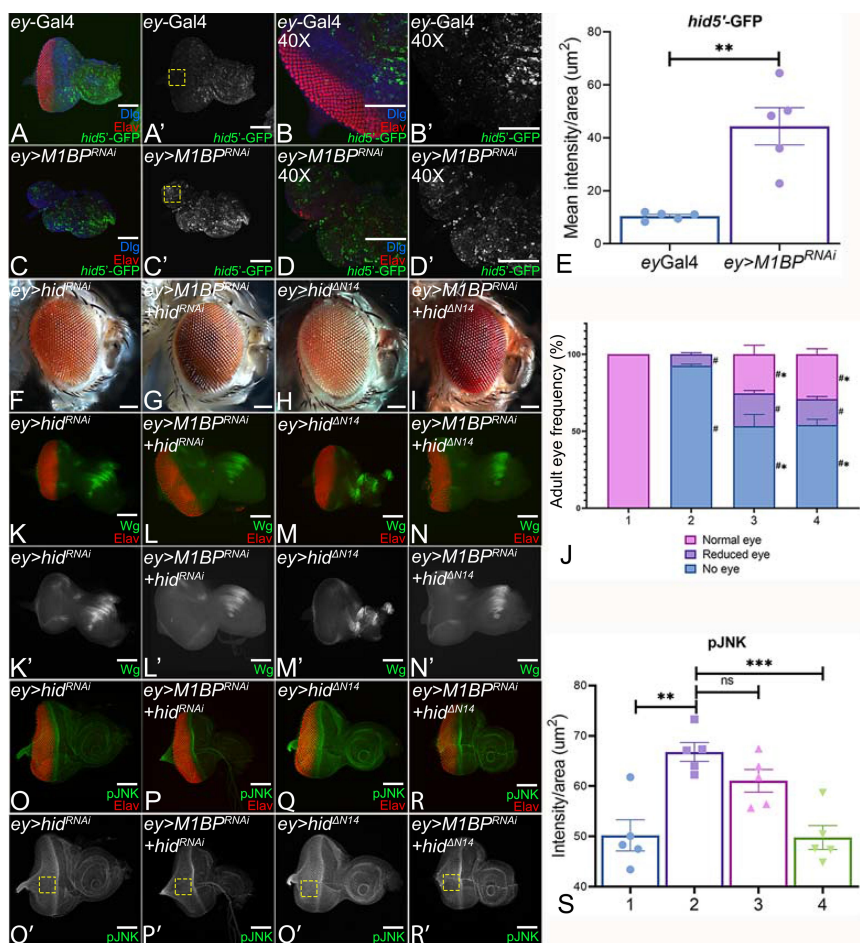 ey-Gal4
A
Dlg
Elav
hid5'-GFP
ey-Gal4
A'
hid5'-GFP
ey-Gal4
40X
B
Dlg
Elav
hid5'-GFP
ey-Gal4
40X
B'
hid5'-GFP
ey>M1BP^RNAi
C
Dlg
Elav
hid5'-GFP
ey>M1BP^RNAi
C'
hid5'-GFP
ey>M1BP^RNAi
40X
D
Dlg
Elav
hid5'-GFP
ey>M1BP^RNAi
40X
D'
hid5'-GFP
hid5'-GFP
**
Mean intensity/area (um²)
80
60
40
20
0
eyGal4
ey>M1BP^RNAi
E
ey>hid^RNAi
F
ey>M1BP^RNAi
+hid^RNAi
G
ey>hid^ΔN14
H
ey>M1BP^RNAi
+hid^ΔN14
I
Adult eye frequency (%)
100
50
0
#
#
#*
#
#*
#*
#
#*
1
2
3
4
Normal eye
Reduced eye
No eye
J
ey>hid^RNAi
K
Wg
Elav
ey>M1BP^RNAi
+hid^RNAi
L
Wg
Elav
ey>hid^ΔN14
M
Wg
Elav
ey>M1BP^RNAi
+hid^ΔN14
N
Wg
Elav
ey>hid^RNAi
K'
Wg
ey>M1BP^RNAi
+hid^RNAi
L'
Wg
ey>hid^ΔN14
M'
Wg
ey>M1BP^RNAi
+hid^ΔN14
N'
Wg
ey>hid^RNAi
O
pJNK
Elav
ey>M1BP^RNAi
+hid^RNAi
P
pJNK
Elav
ey>hid^ΔN14
Q
pJNK
Elav
ey>M1BP^RNAi
+hid^ΔN14
R
pJNK
Elav
ey>hid^RNAi
O'
pJNK
ey>M1BP^RNAi
+hid^RNAi
P'
pJNK
ey>hid^ΔN14
Q'
pJNK
ey>M1BP^RNAi
+hid^ΔN14
R'
pJNK
pJNK
***
ns
**
Intensity/area (um²)
80
70
60
50
40
1
2
3
4
S